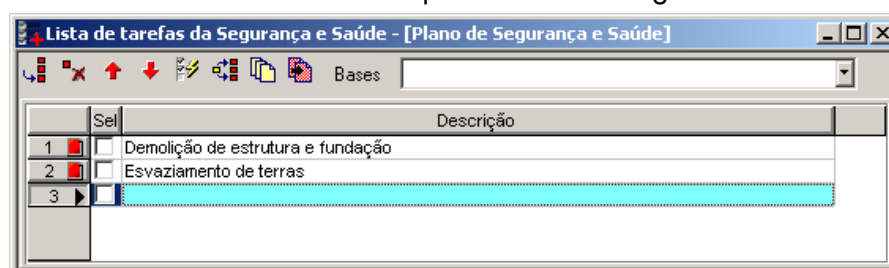 Lista de tarefas da Segurança e Saúde - [Plano de Segurança e Saúde]
Bases
Sel Descrição
1 Demolição de estrutura e fundação
2 Esvaziamento de terras
3